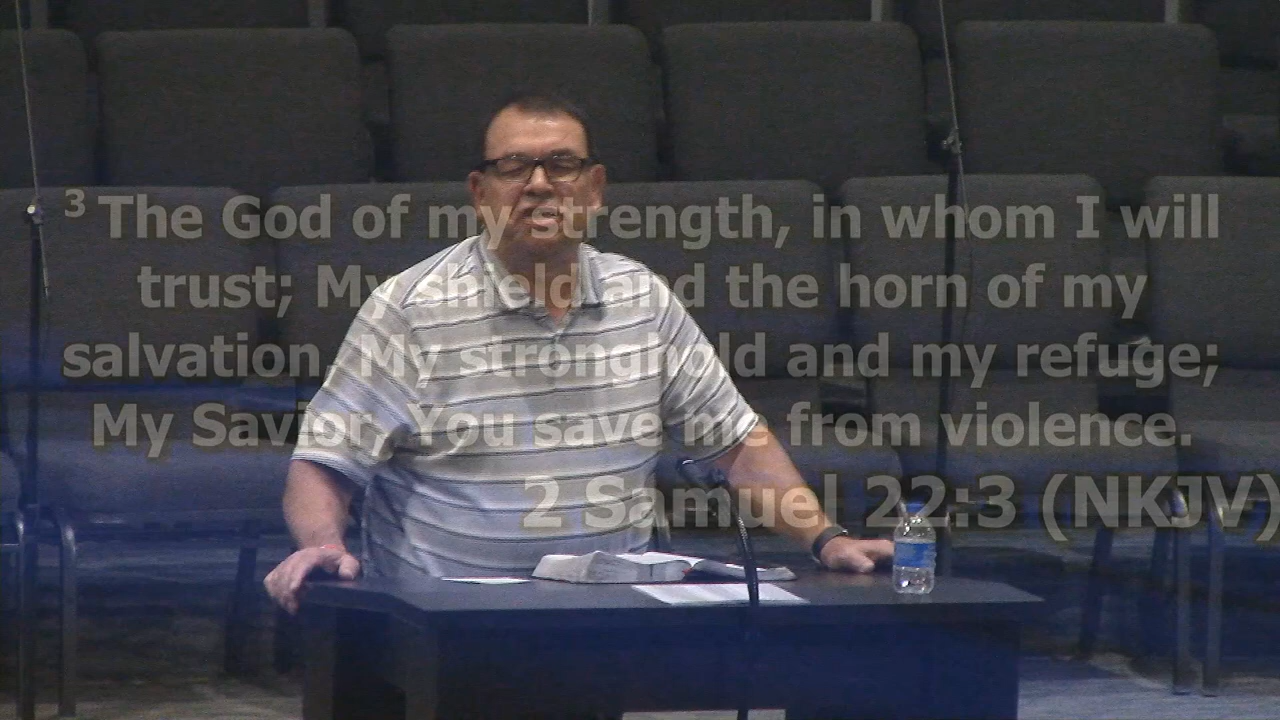 3 The God of my strength, in whom I will
trust; My shield and the horn of my
salvation, My stronghold and my refuge;
My Savior, You save me from violence.
2 Samuel 22:3 (NKJV)